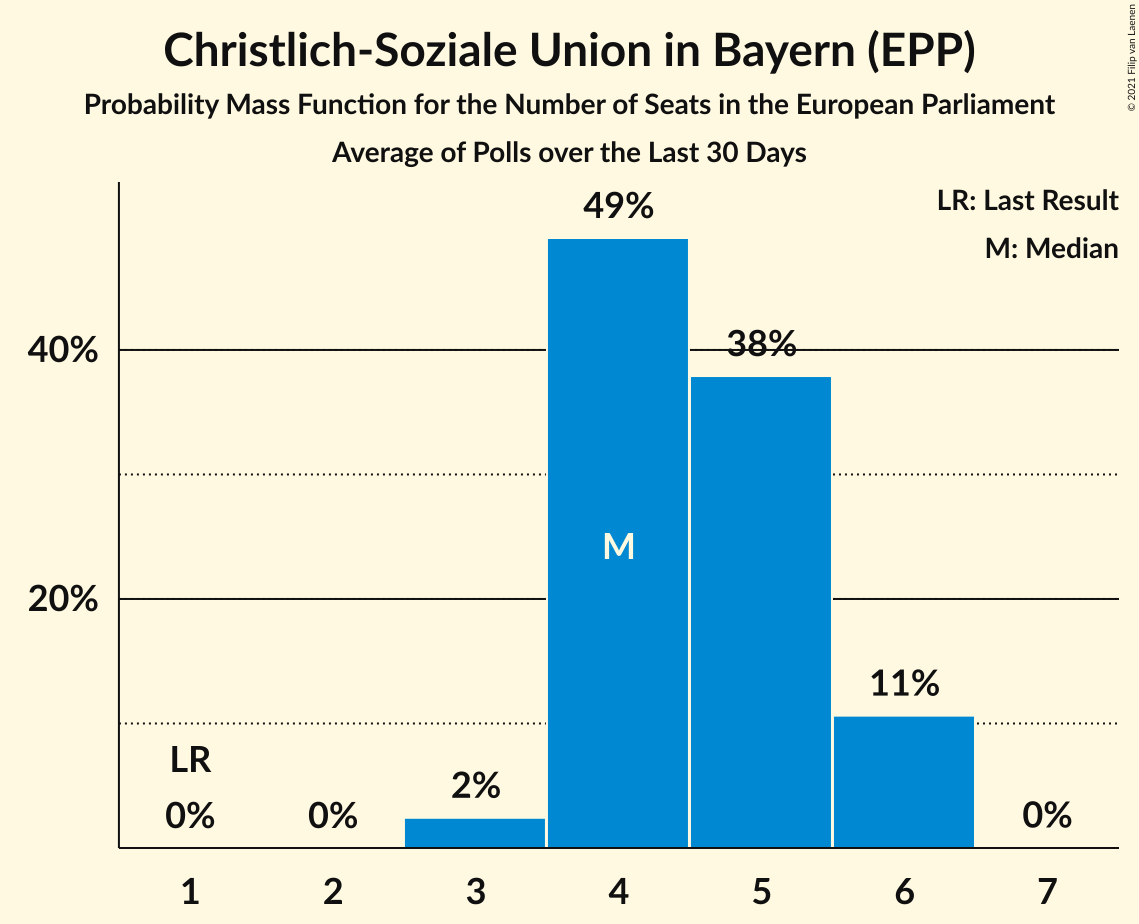 Christlich-Soziale Union in Bayern (EPP)
Probability Mass Function for the Number of Seats in the European Parliament
Average of Polls over the Last 30 Days
© 2021 Filip van Laenen
LR: Last Result
M: Median
49%
40%
38%
M
20%
11%
LR
2%
0%
0%
0%
1 2 3 4 5 6 7